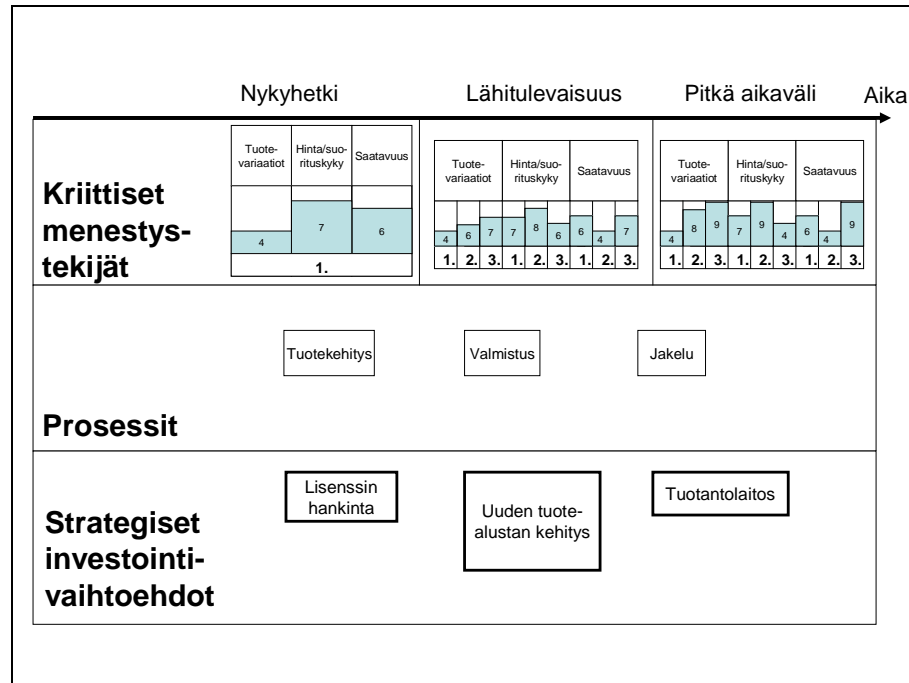 Nykyhetki
Lähitulevaisuus
Pitkä aikaväli
Aika
Kriittiset
menestys-
tekijät
Tuote-
variaatiot
Hinta/suo-
rituskyky
Saatavuus
4
7
6
1.
Tuote-
variaatiot
Hinta/suo-
rituskyky
Saatavuus
4 6 7 7 8 6 6 4 7
1. 2. 3. 1. 2. 3. 1. 2. 3.
Tuote-
variaatiot
Hinta/suo-
rituskyky
Saatavuus
4 8 9 7 9 4 6 4 9
1. 2. 3. 1. 2. 3. 1. 2. 3.
Prosessit
Tuotekehitys
Valmistus
Jakelu
Strategiset
investointi-
vaihtoehdot
Lisenssin
hankinta
Uuden tuote-
alustan kehitys
Tuotantolaitos